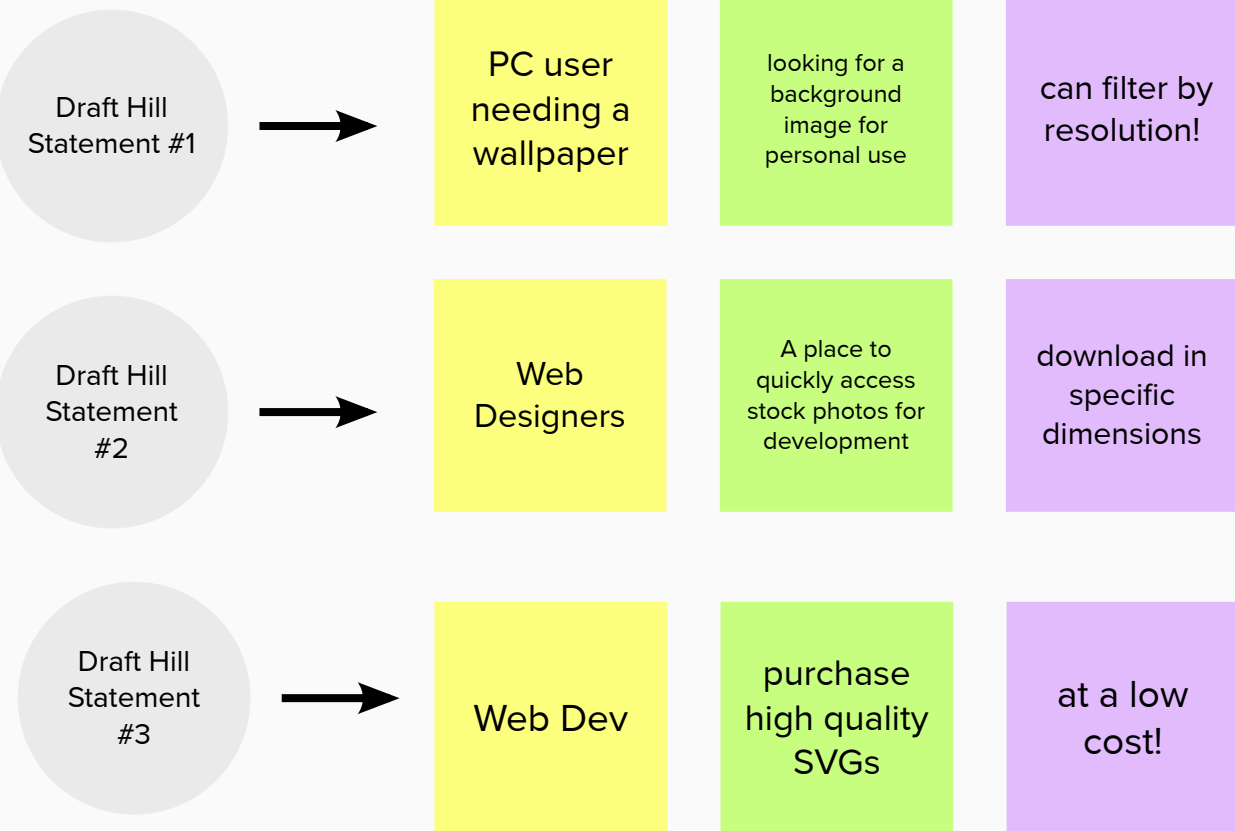 Draft Hill
Statement #1
PC user
needing a
wallpaper
looking for a
background
image for
personal use
can filter by
resolution!
Draft Hill
Statement
#2
Web
Designers
A place to
quickly access
stock photos for
development
download in
specific
dimensions
Draft Hill
Statement
#3
Web Dev
purchase
high quality
SVGs
at a low
cost!